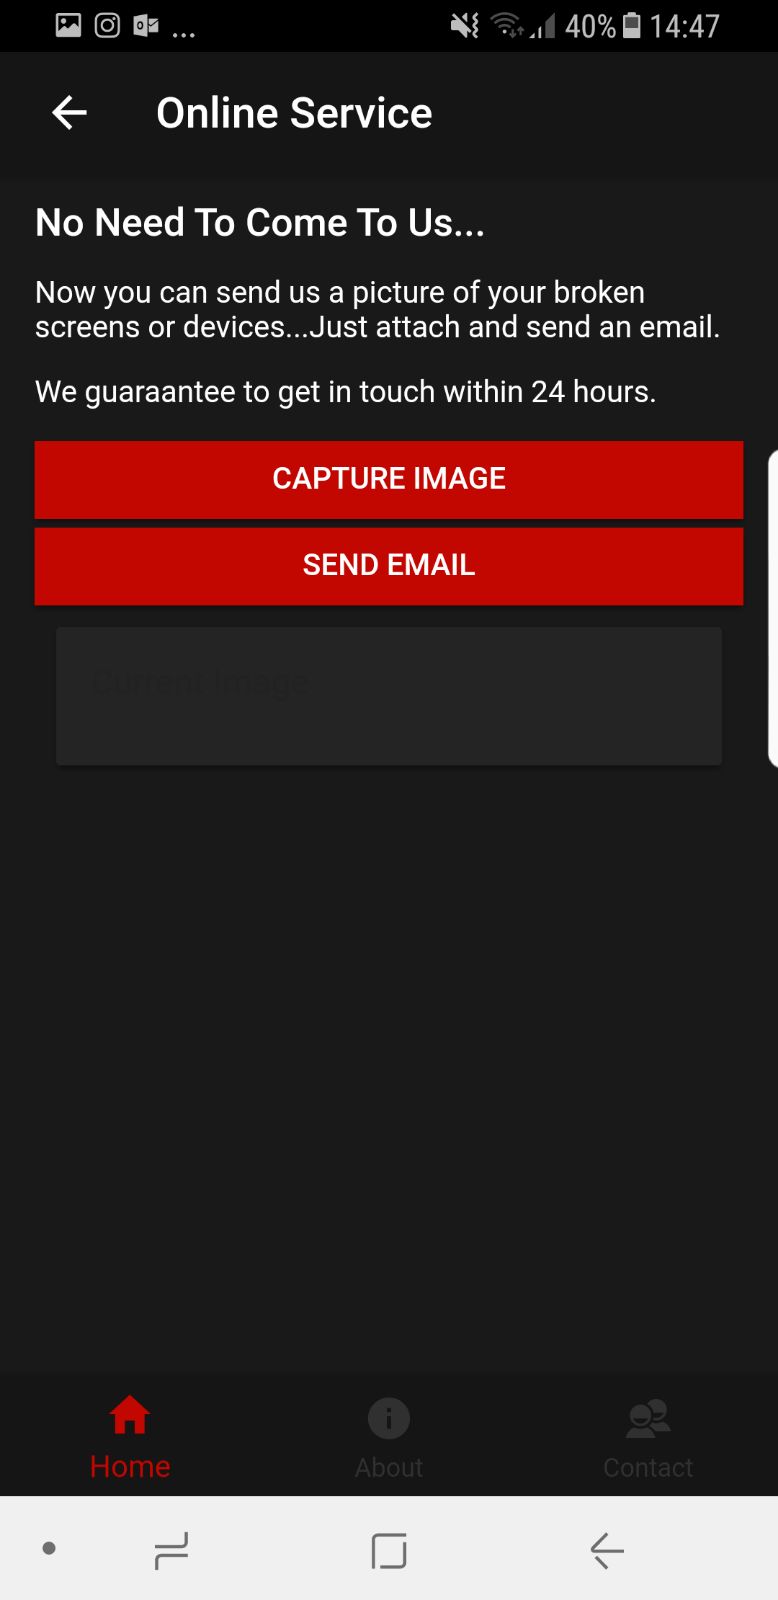 ... 40% 14:47
Online Service
No Need To Come To Us...
Now you can send us a picture of your broken
screens or devices...Just attach and send an email.
We guaraantee to get in touch within 24 hours.
CAPTURE IMAGE
SEND EMAIL
Current Image
Home About Contact